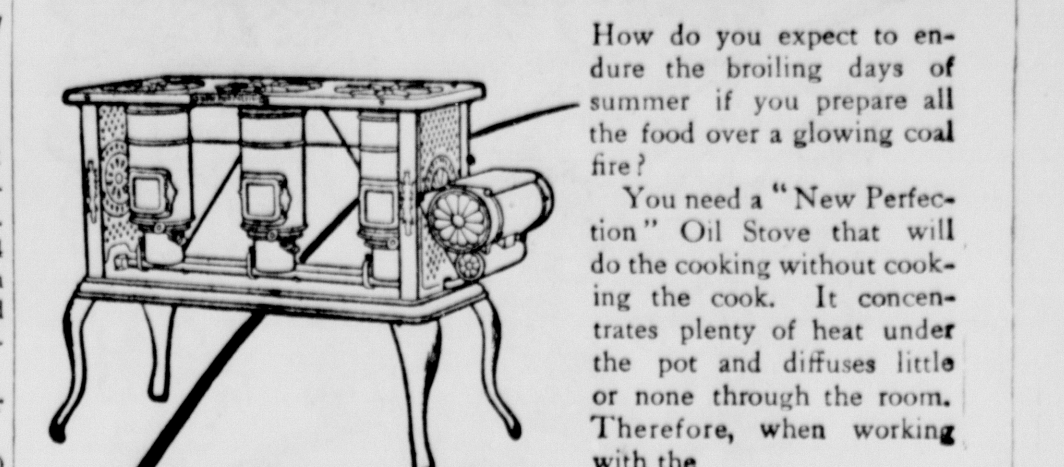 How do you expect to en-
dure the broiling days of
summer if you prepare all
the food over a glowing coal
fire?
You need a "New Perfec-
tion" Oil Stove that will
do the cooking without cook-
ing the cook. It concen-
trates plenty of heat under
the pot and diffuses little
or none through the room.
Therefore, when working
with the